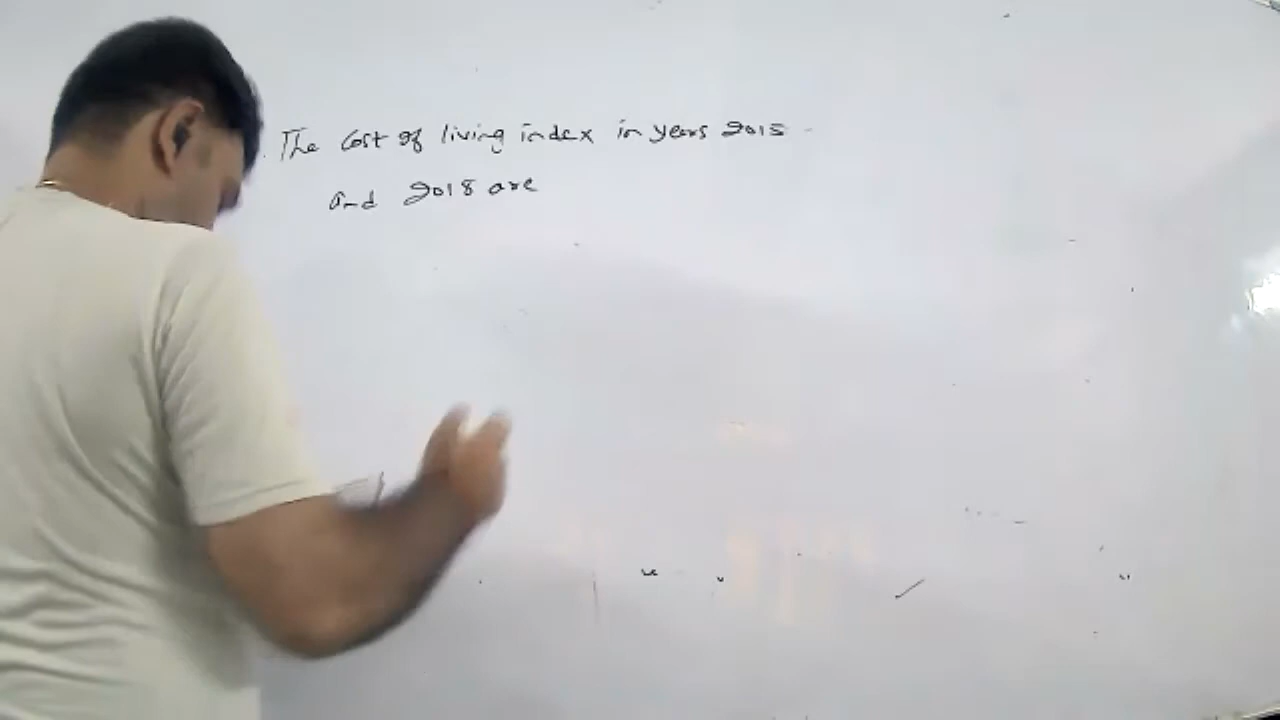 The cost of living index in years 2015
and 2018 are